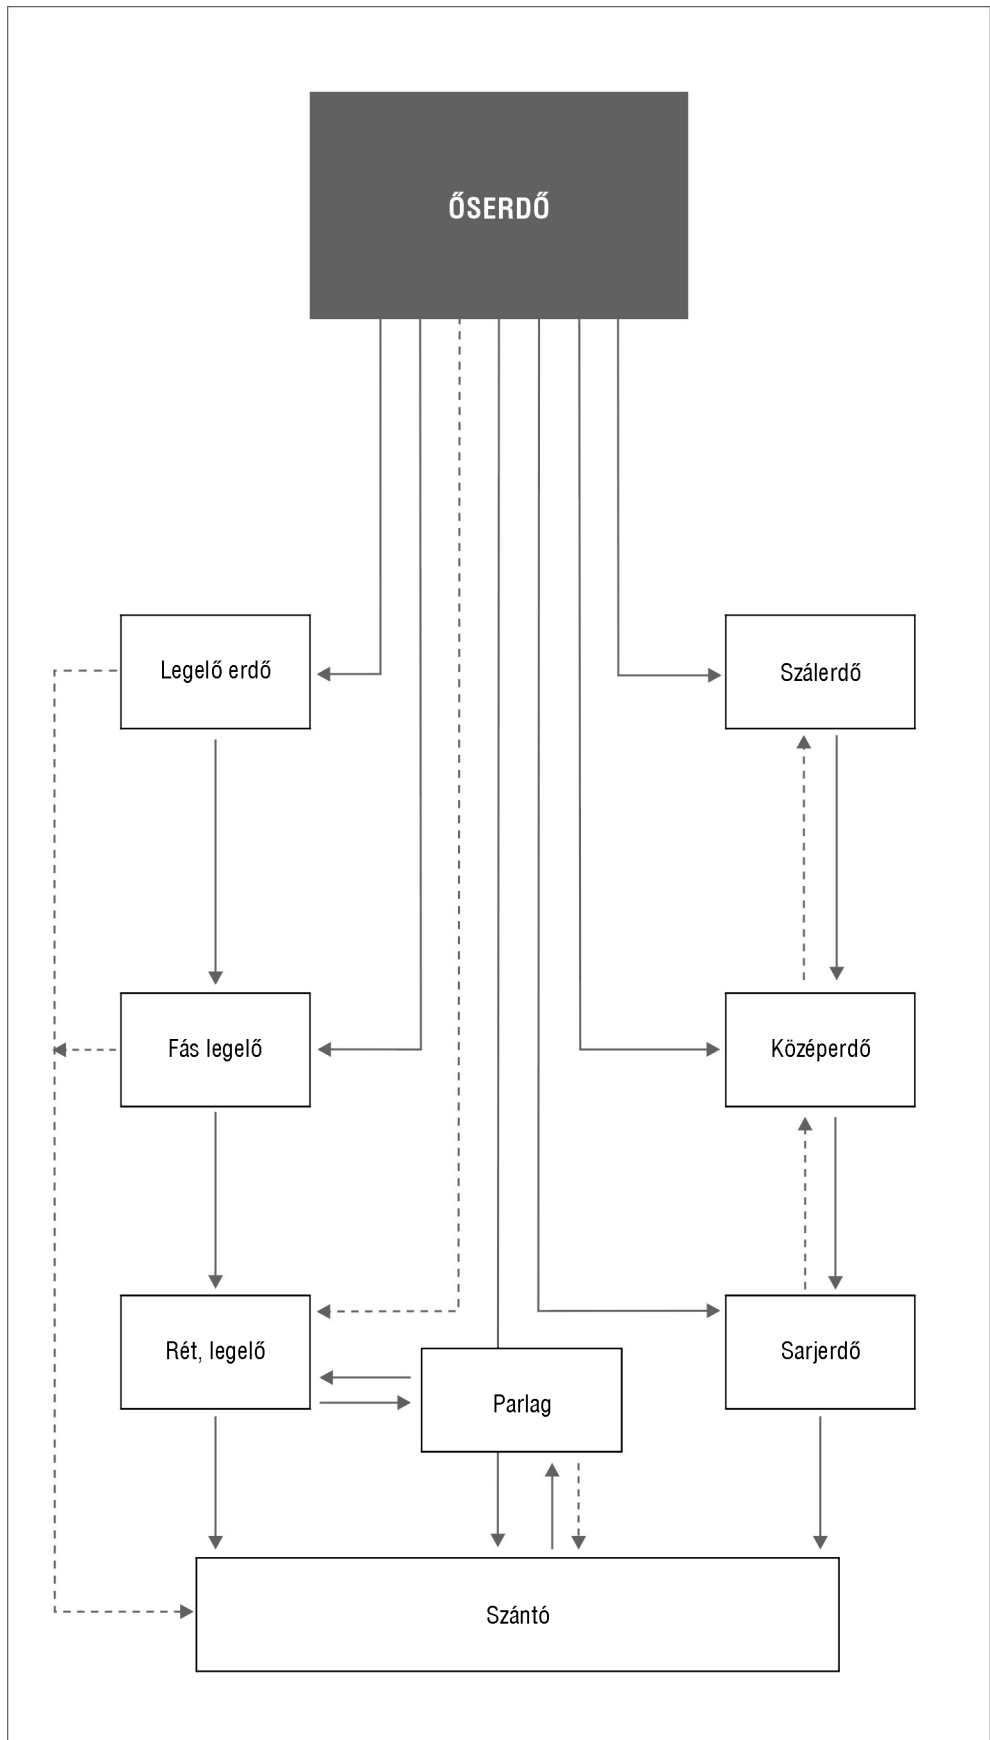 ŐSERDŐ
Legelő erdő
Szálerdő
Fás legelő
Középerdő
Rét, legelő
Sarjerdő
Parlag
Szántó